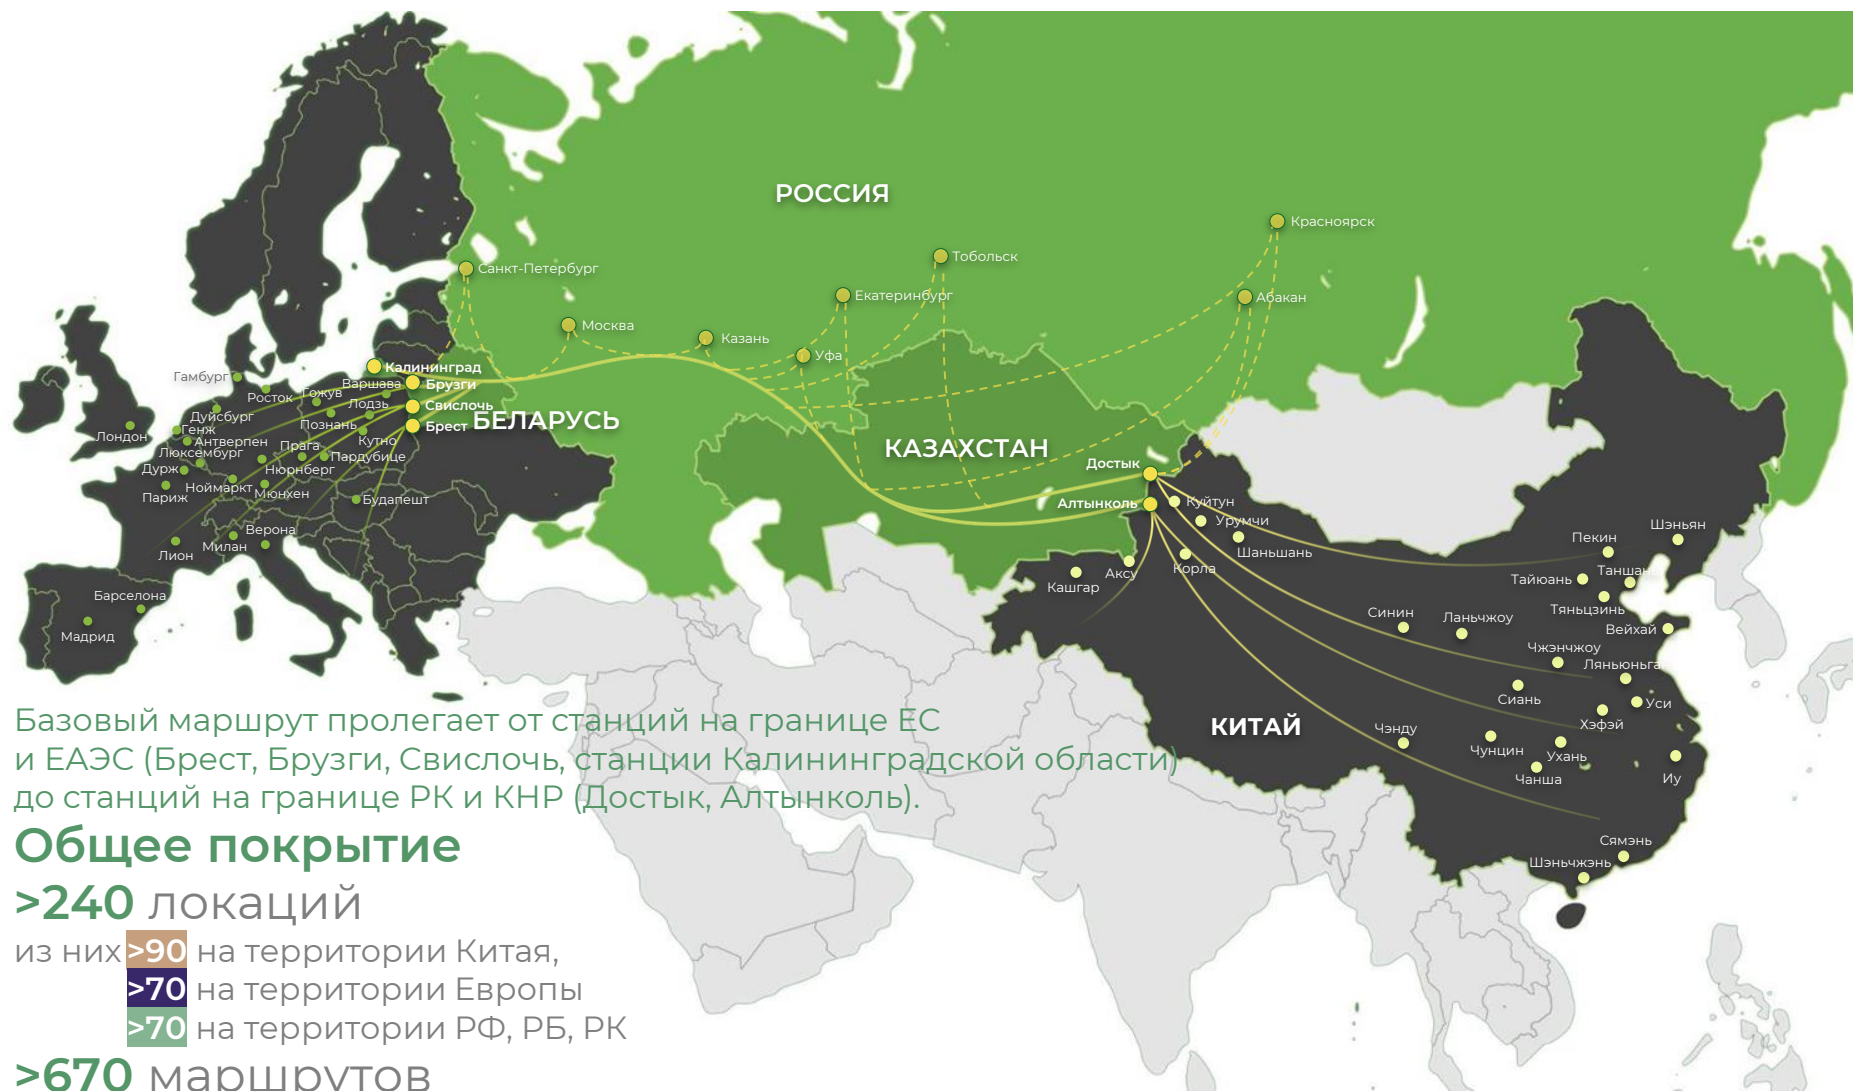 РОССИЯ
Красноярск
Тобольск
Санкт-Петербург
Екатеринбург
Абакан
Москва
Казань
Уфа
Калининград
Гамбург
Варшава
Брузги
Росток
Гожув
Лодзь
Свислочь
Дуйсбург
БЕЛАРУСЬ
Познань
Брест
Генж
Лондон
Антверпен
Прага
Кутно
КАЗАХСТАН
Люксембург
Пардубице
Достык
Дурж
Нюрнберг
Ноймаркт
Мюнхен
Париж
Будапешт
Алтынколь
Куйтун
Урумчи
Шэньян
Верона
Пекин
Милан
Лион
Шаньшань
Корла
Аксу
Таншань
Тайюань
Кашгар
Барселона
Тяньцзинь
Синин
Ланьчжоу
Вейхай
Мадрид
Чжэнчжоу
Ляньюньга
Сиань
Уси
Хэфэй
КИТАЙ
Чэнду
Чунцин
Ухань
Чанша
Иу
Сямэнь
Шэньчжэнь
Базовый маршрут пролегает от станций на границе ЕС
и ЕАЭС (Брест, Брузги, Свислочь, станции Калининградской области)
до станций на границе РК и КНР (Достык, Алтынколь).
Общее покрытие
>240 локаций
из них >90 на территории Китая,
>70 на территории Европы
>70 на территории РФ, РБ, РК
>670 маршрутов